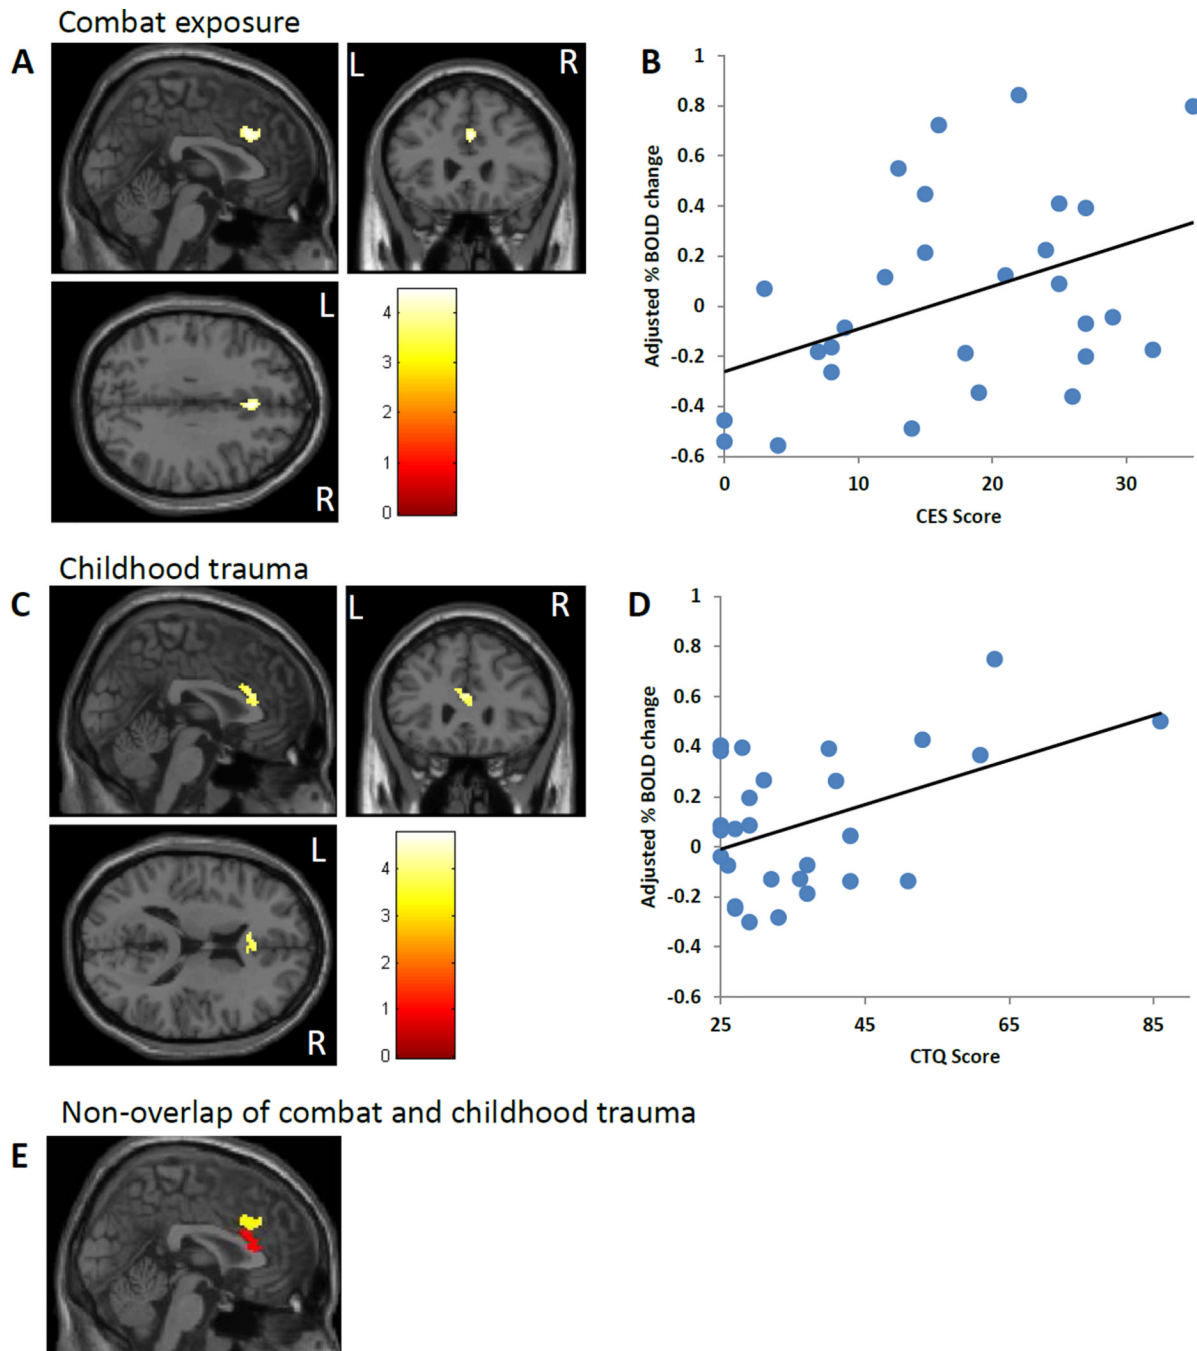 Combat exposure
A
L
R
L
R
4
3
2
1
0
B
1
0.8
0.6
0.4
0.2
0
-0.2
-0.4
-0.6
Adjusted % BOLD change
0 10 20 30
CES Score
Childhood trauma
C
L
R
L
R
4
3
2
1
0
D
1
0.8
0.6
0.4
0.2
0
-0.2
-0.4
-0.6
Adjusted % BOLD change
25 45 65 85
CTQ Score
Non-overlap of combat and childhood trauma
E